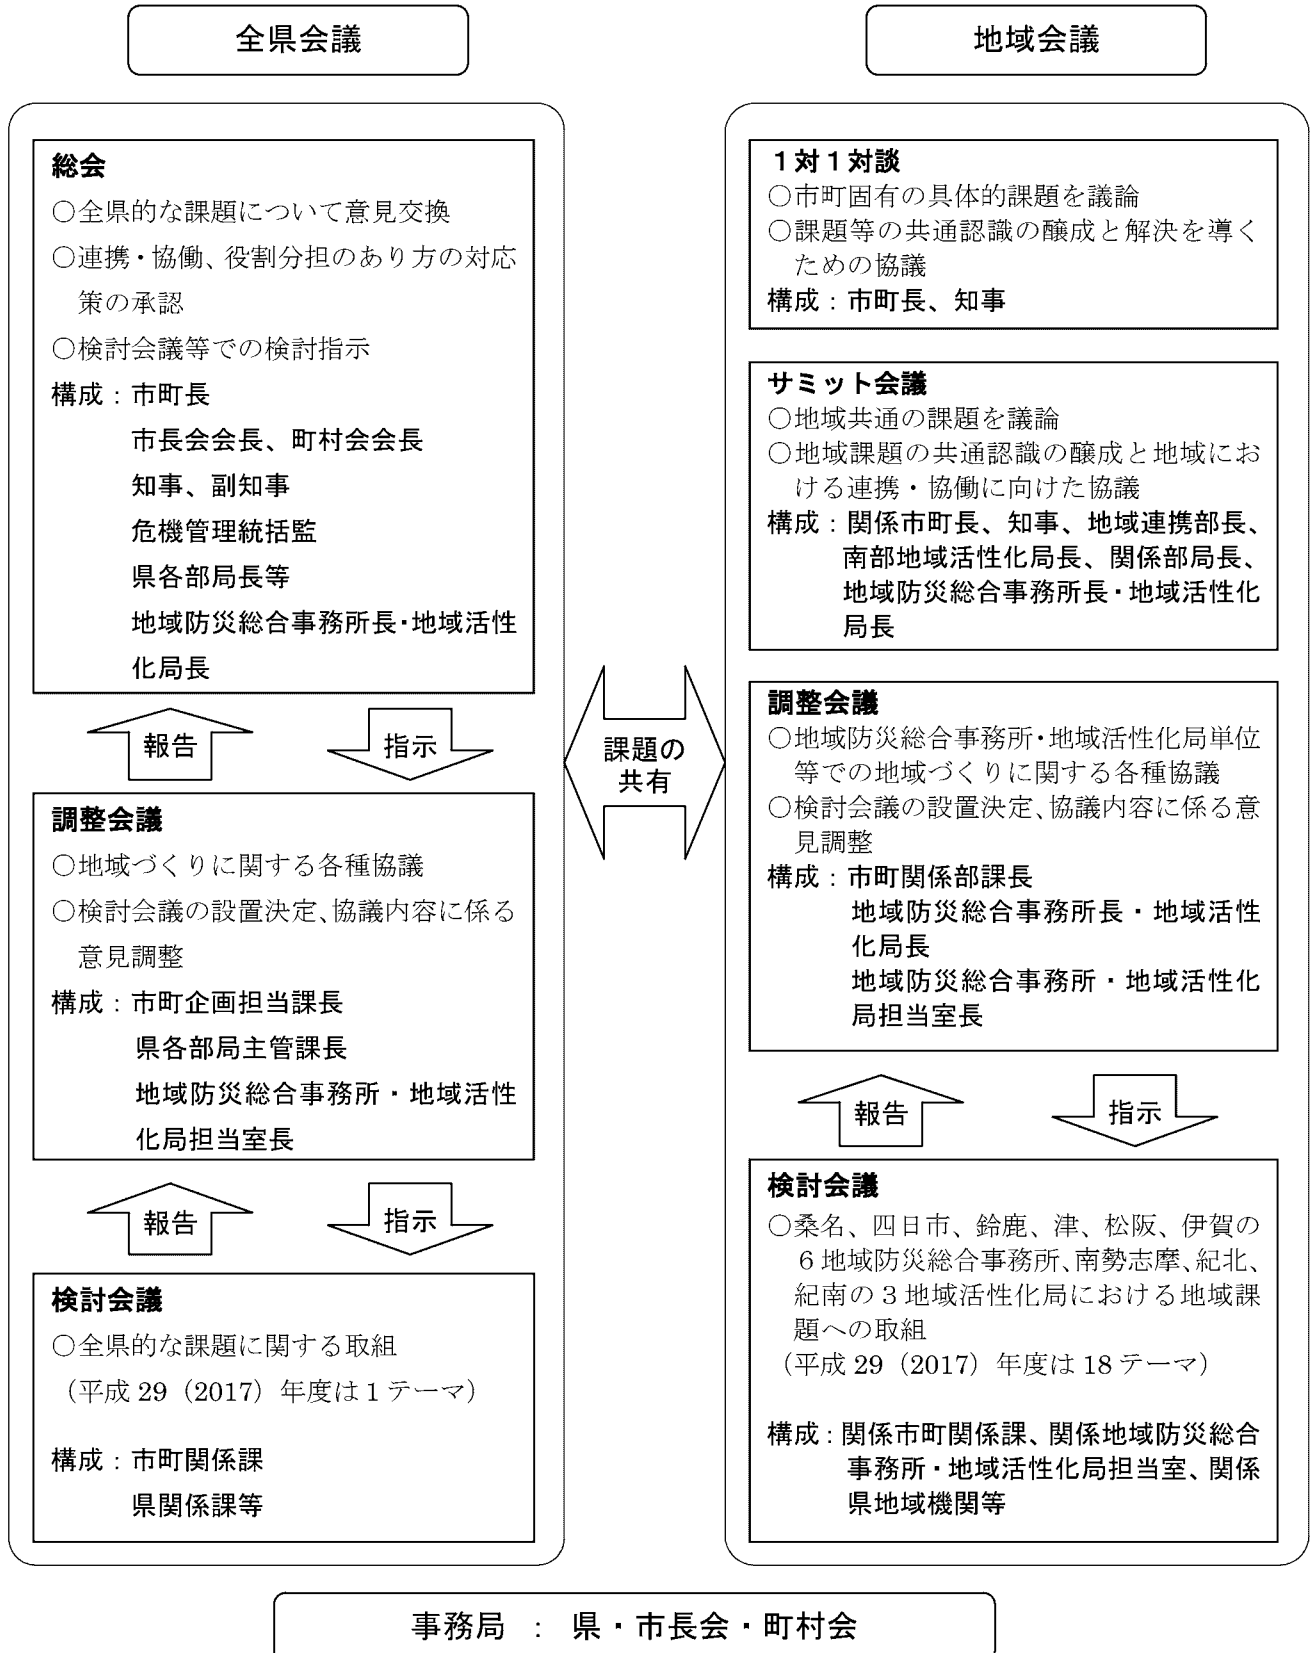 全県会議
総会
○全県的な課題について意見交換
○連携・協働、役割分担のあり方の対応
策の承認
○検討会議等での検討指示
構成：市町長
市長会会長、町村会会長
知事、副知事
危機管理統括監
県各部局長等
地域防災総合事務所長・地域活性
化局長
報告
指示
調整会議
○地域づくりに関する各種協議
○検討会議の設置決定、協議内容に係る
意見調整
構成：市町企画担当課長
県各部局主管課長
地域防災総合事務所・地域活性
化局担当室長
報告
指示
検討会議
○全県的な課題に関する取組
（平成 29（2017）年度は 1 テーマ）
構成：市町関係課
県関係課等
課題の
共有
地域会議
１対１対談
○市町固有の具体的課題を議論
○課題等の共通認識の醸成と解決を導く
ための協議
構成：市町長、知事
サミット会議
○地域共通の課題を議論
○地域課題の共通認識の醸成と地域にお
ける連携・協働に向けた協議
構成：関係市町長、知事、地域連携部長、
南部地域活性化局長、関係部局長、
地域防災総合事務所長・地域活性化
局長
調整会議
○地域防災総合事務所・地域活性化局単位
等での地域づくりに関する各種協議
○検討会議の設置決定、協議内容に係る意
見調整
構成：市町関係部課長
地域防災総合事務所長・地域活性
化局長
地域防災総合事務所・地域活性化
局担当室長
報告
指示
検討会議
○桑名、四日市、鈴鹿、津、松阪、伊賀の
６地域防災総合事務所、南勢志摩、紀北、
紀南の３地域活性化局における地域課
題への取組
（平成 29（2017）年度は 18 テーマ）
構成：関係市町関係課、関係地域防災総合
事務所・地域活性化局担当室、関係
県地域機関等
事務局　：　県・市長会・町村会